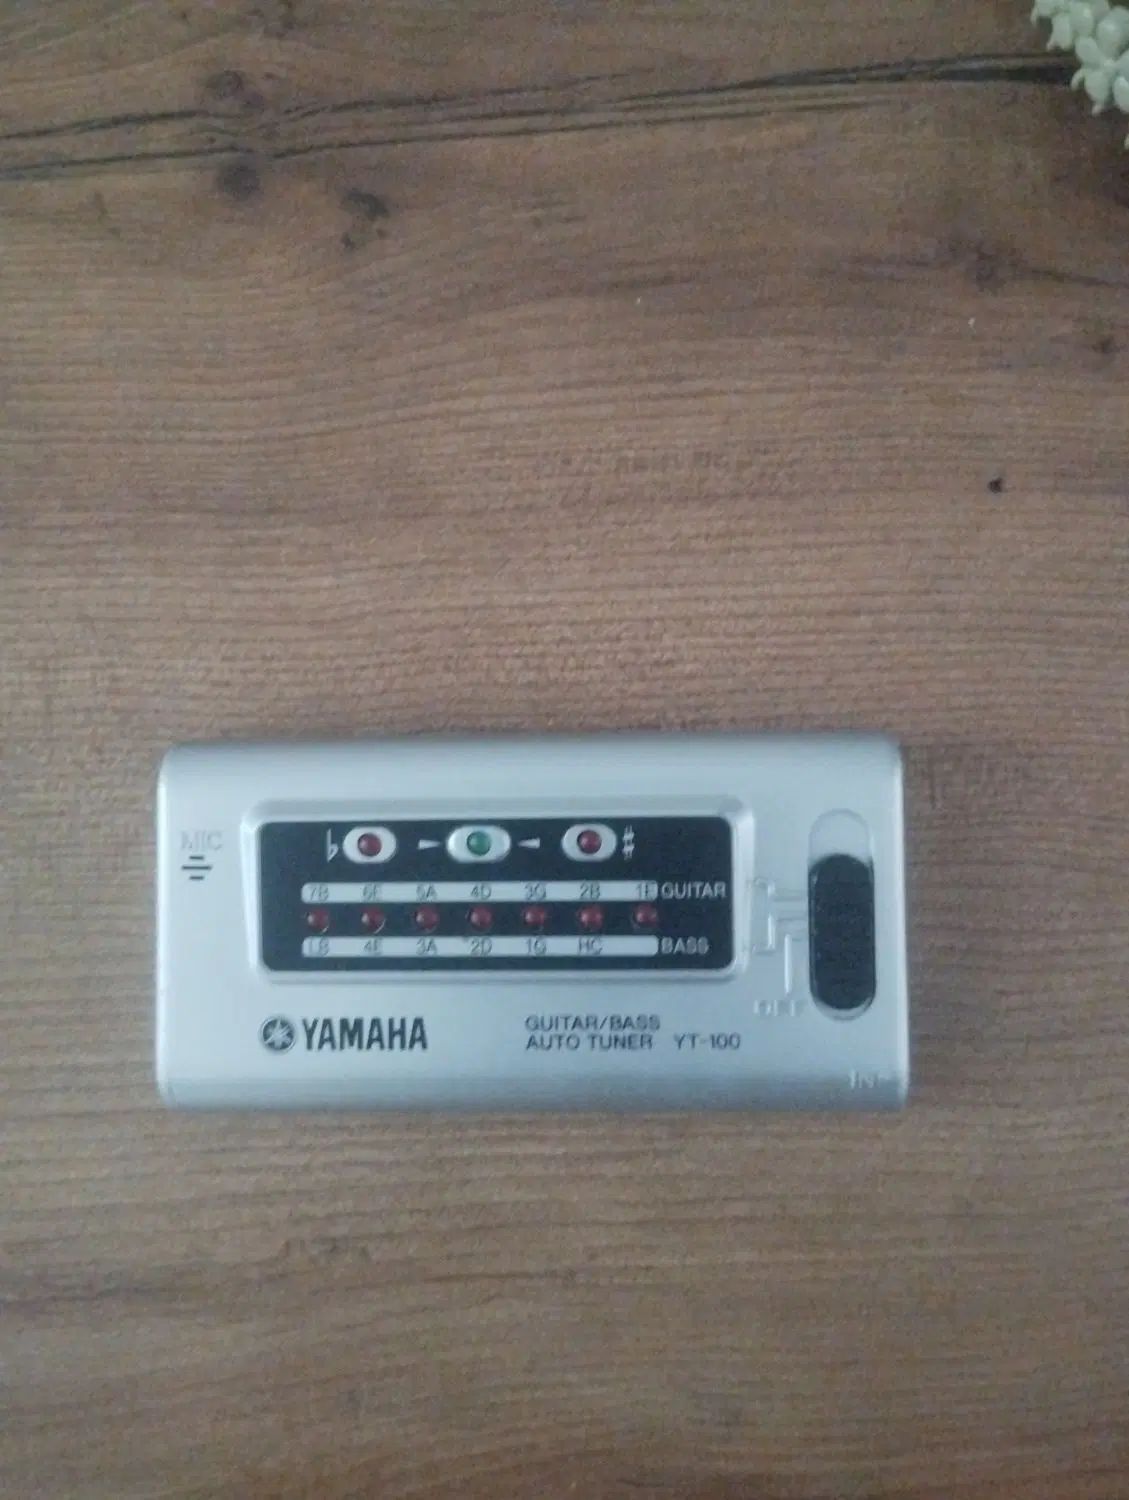 MIC
♭ ♯
7B 6E 5A 4D 3G 2B 1E GUITAR
LB 4E 3A 2D 1G HC BASS
OFF
YAMAHA
GUITAR/BASS
AUTO TUNER YT-100
IN